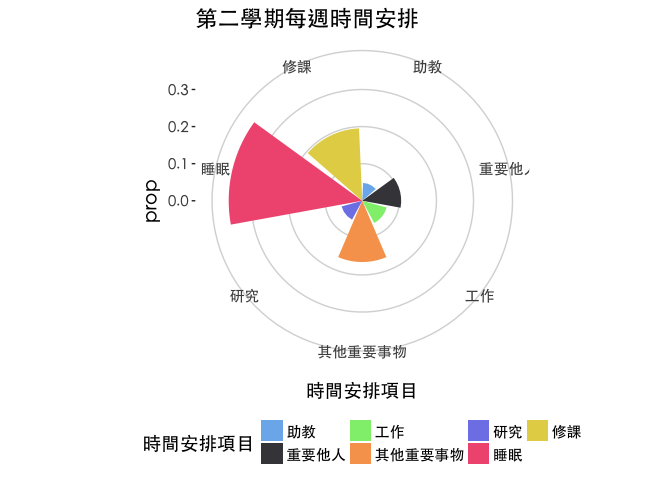 第二學期每週時間安排
修課
助教
0.3
0.2
0.1
0.0
睡眠
重要他
prop
研究
工作
其他重要事物
時間安排項目
時間安排項目
助教
工作
研究
修課
重要他人
其他重要事物
睡眠